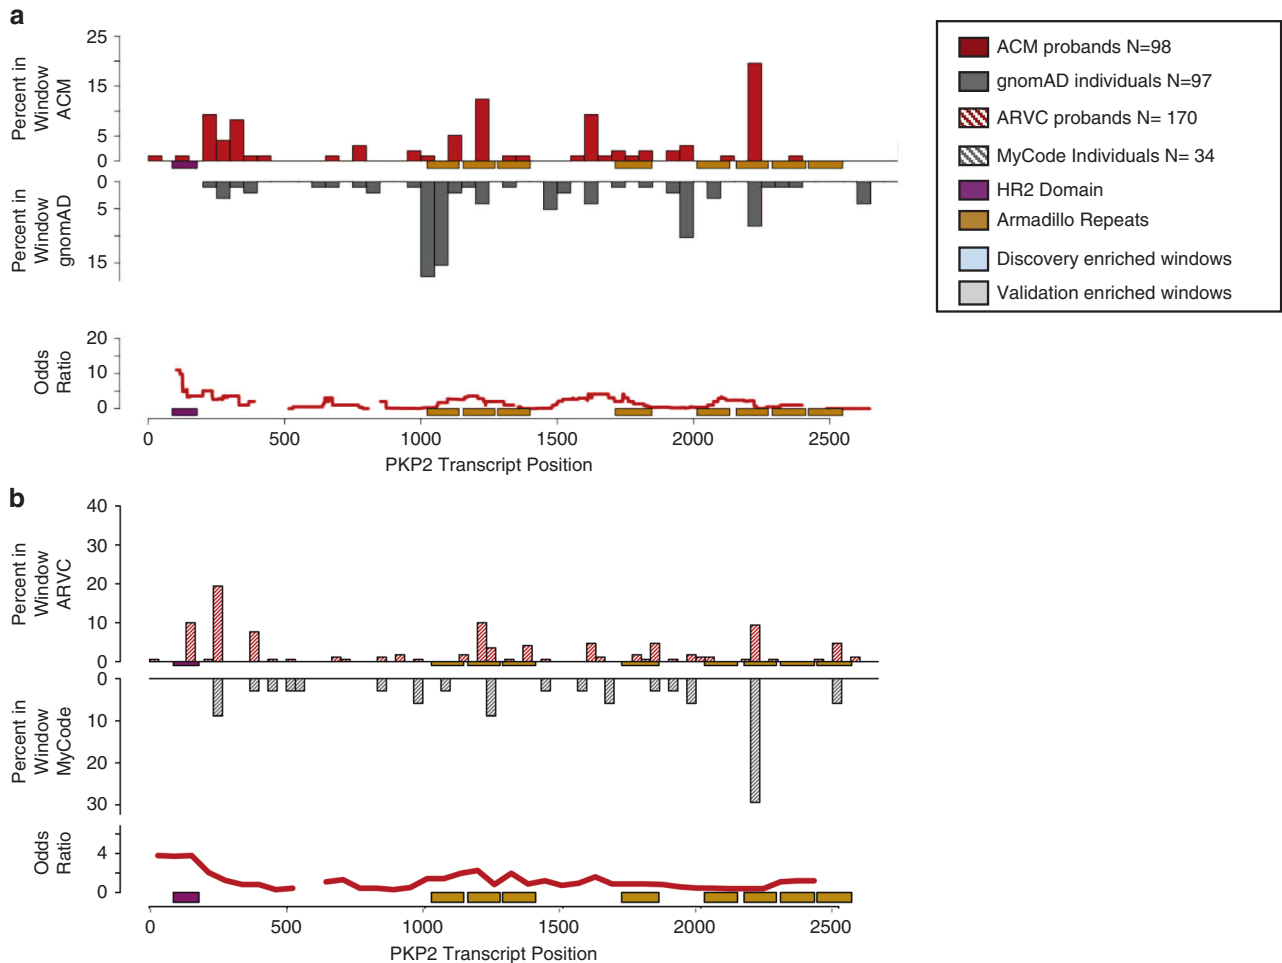 a
25
15
5
0
Percent in
Window
ACM
0
5
15
Percent in
Window
gnomAD
20
10
0
Odds
Ratio
0 500 1000 1500 2000 2500
PKP2 Transcript Position
ACM probands N=98
gnomAD individuals N=97
ARVC probands N= 170
MyCode Individuals N= 34
HR2 Domain
Armadillo Repeats
Discovery enriched windows
Validation enriched windows
b
40
30
20
10
0
Percent in
Window
ARVC
0
10
20
30
Percent in
Window
MyCode
4
0
Odds
Ratio
0 500 1000 1500 2000 2500
PKP2 Transcript Position